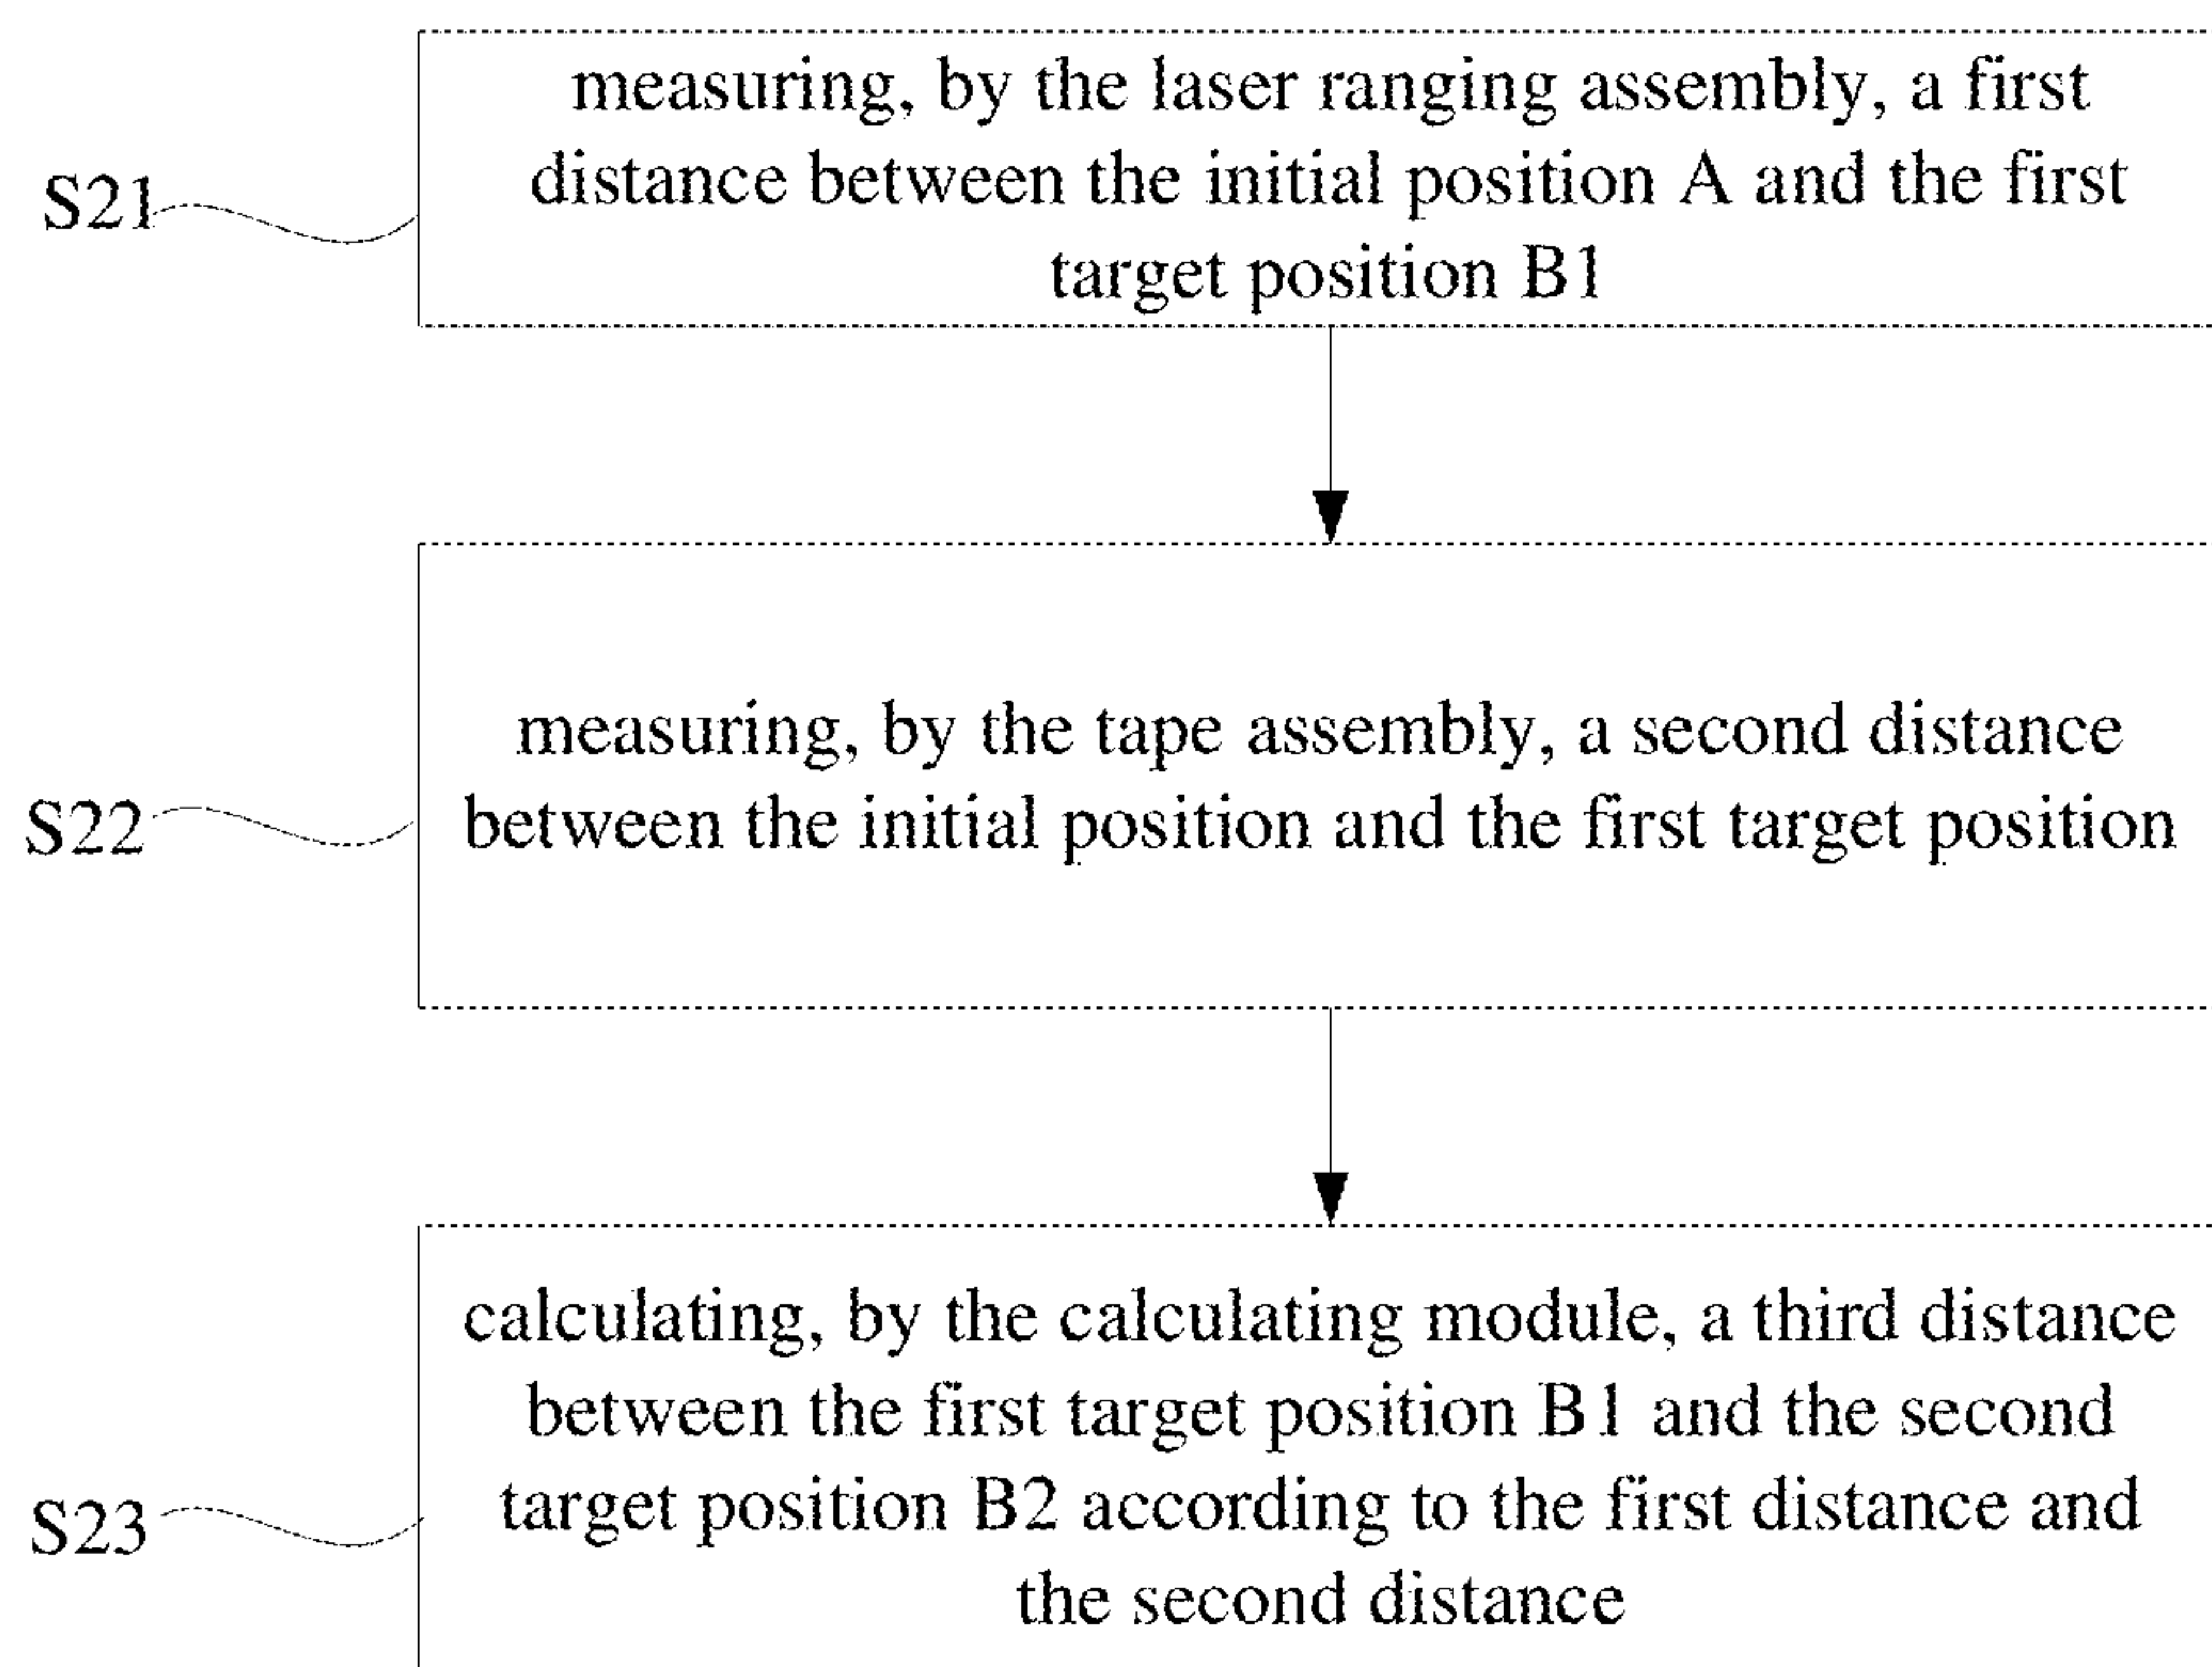 measuring, by the laser ranging assembly, a first
distance between the initial position A and the first
target position B1
S21
measuring, by the tape assembly, a second distance
between the initial position and the first target position
S22
calculating, by the calculating module, a third distance
between the first target position B1 and the second
target position B2 according to the first distance and
the second distance
S23